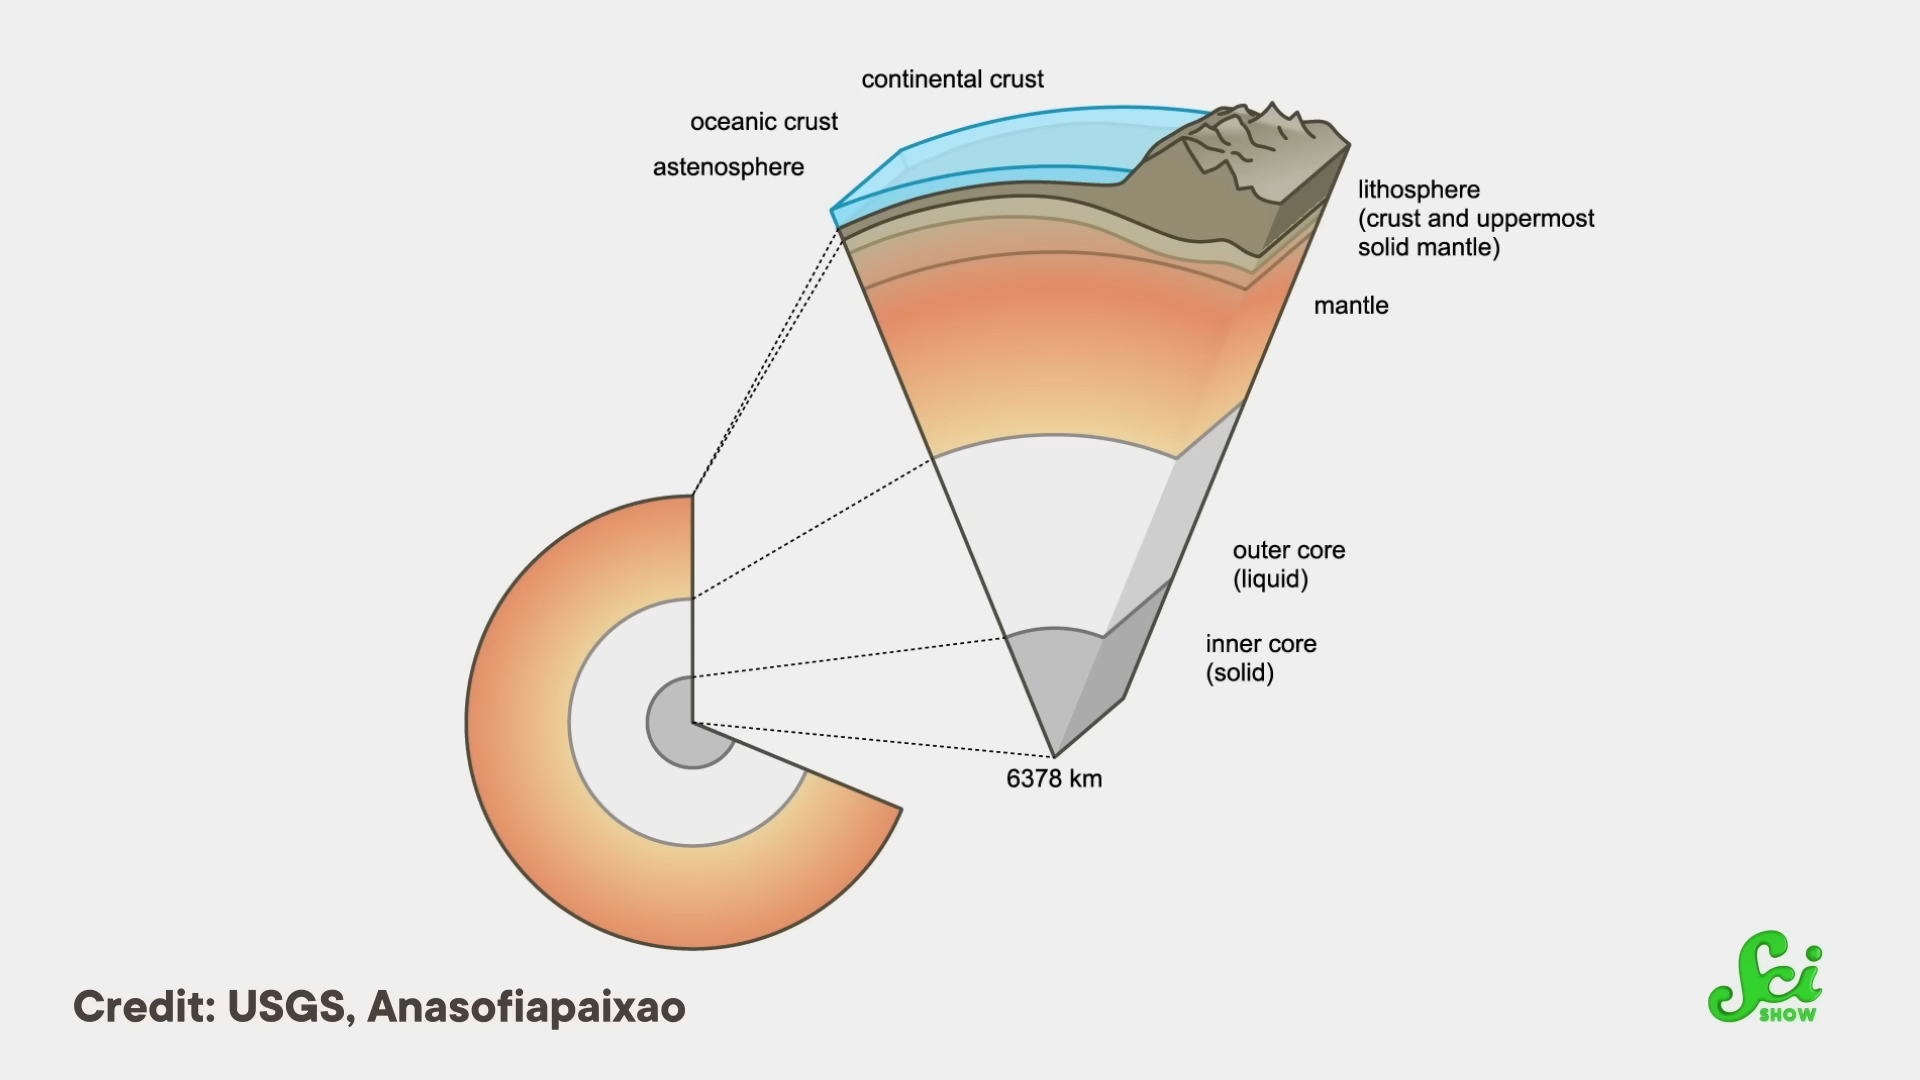 continental crust
oceanic crust
astenosphere
lithosphere
(crust and uppermost
solid mantle)
mantle
outer core
(liquid)
inner core
(solid)
6378 km
Credit: USGS, Anasofiapaixao
Sci
SHOW